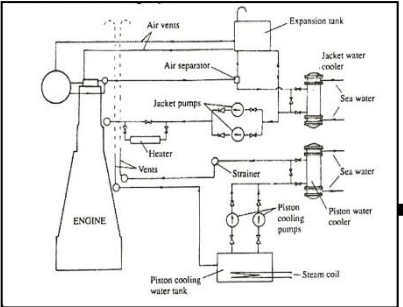 Air vents
Expansion tank
Air separator
Jacket water
cooler
Jacket pumps
Sea
water
Heater
Vents
Strainer
Sea
water
ENGINE
Piston
cooling
pumps
Piston water
cooler
Piston cooling
water tank
Steam coil